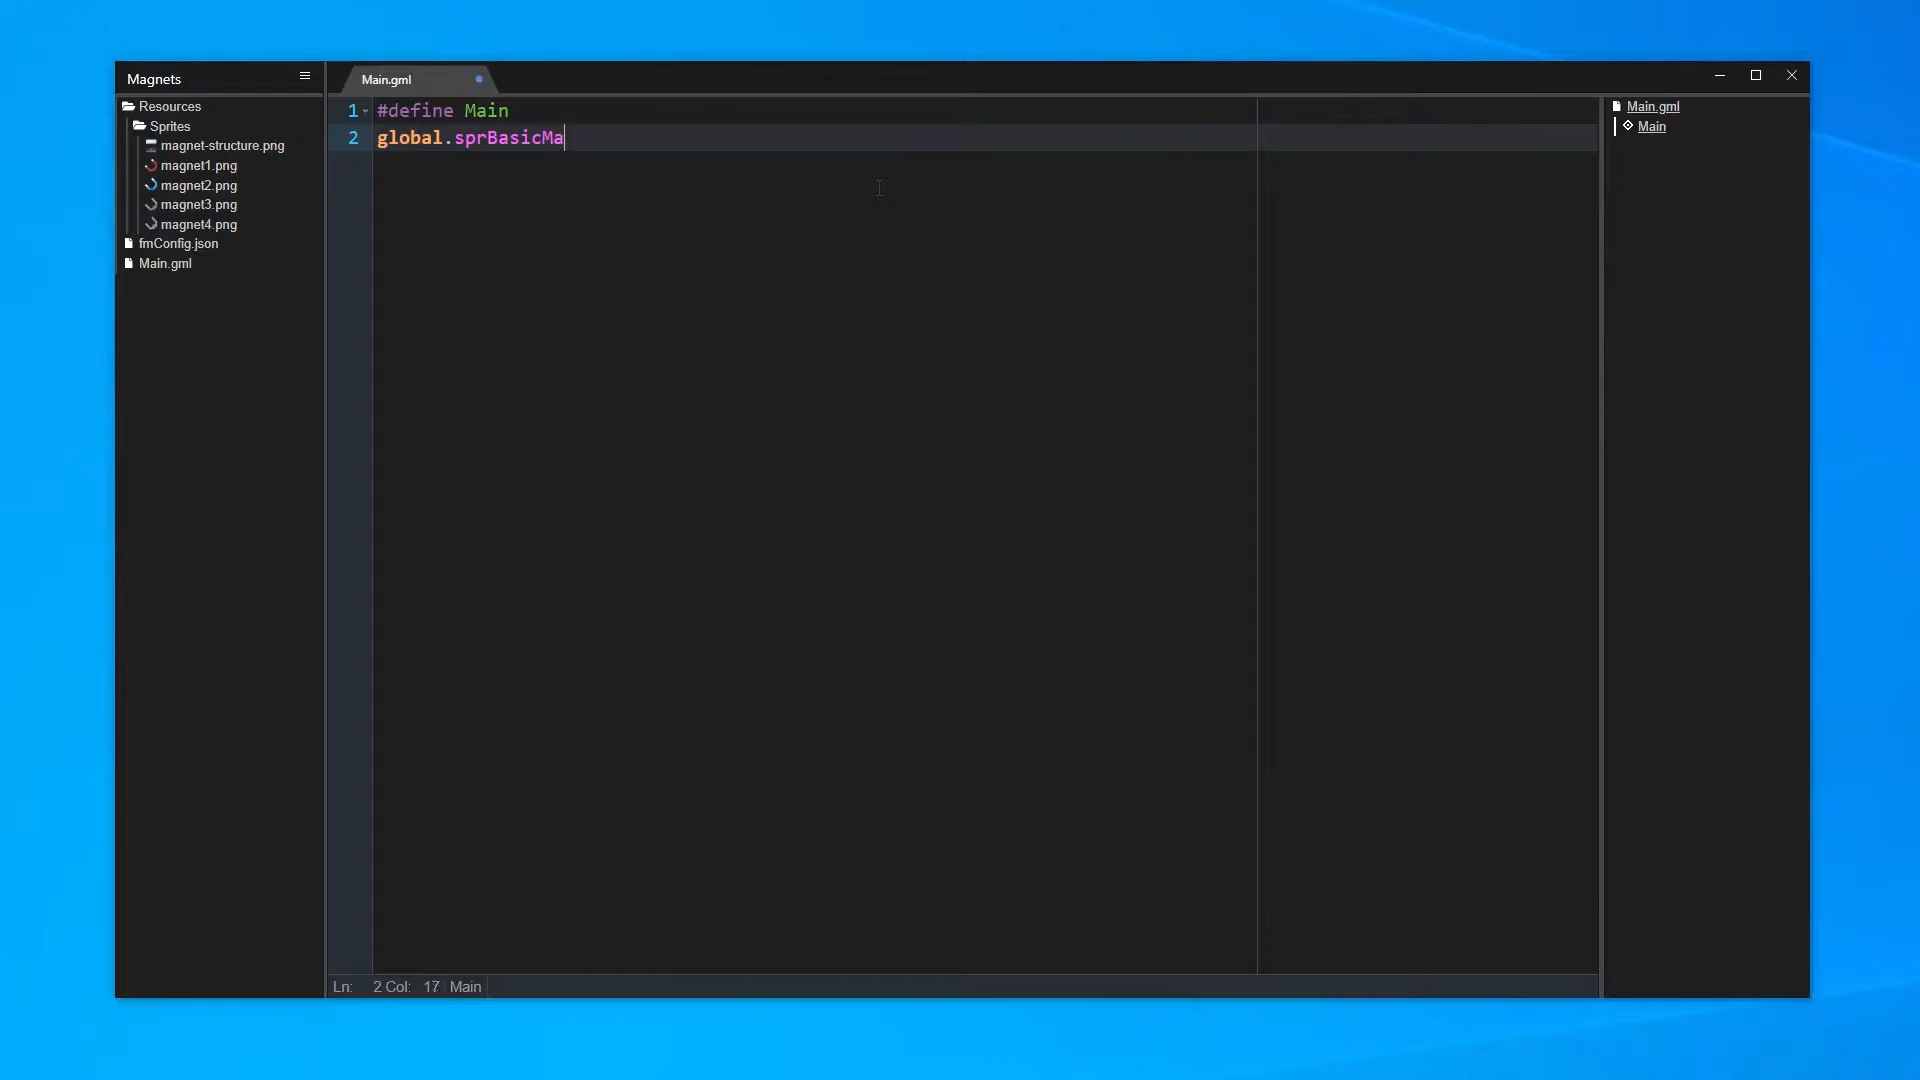 Magnets
Resources
Sprites
magnet-structure.png
magnet1.png
magnet2.png
magnet3.png
magnet4.png
fmConfig.json
Main.gml
Main.gml
1 #define Main
2 global.sprBasicMa
Ln: 2 Col: 17 Main
Main.gml
Main